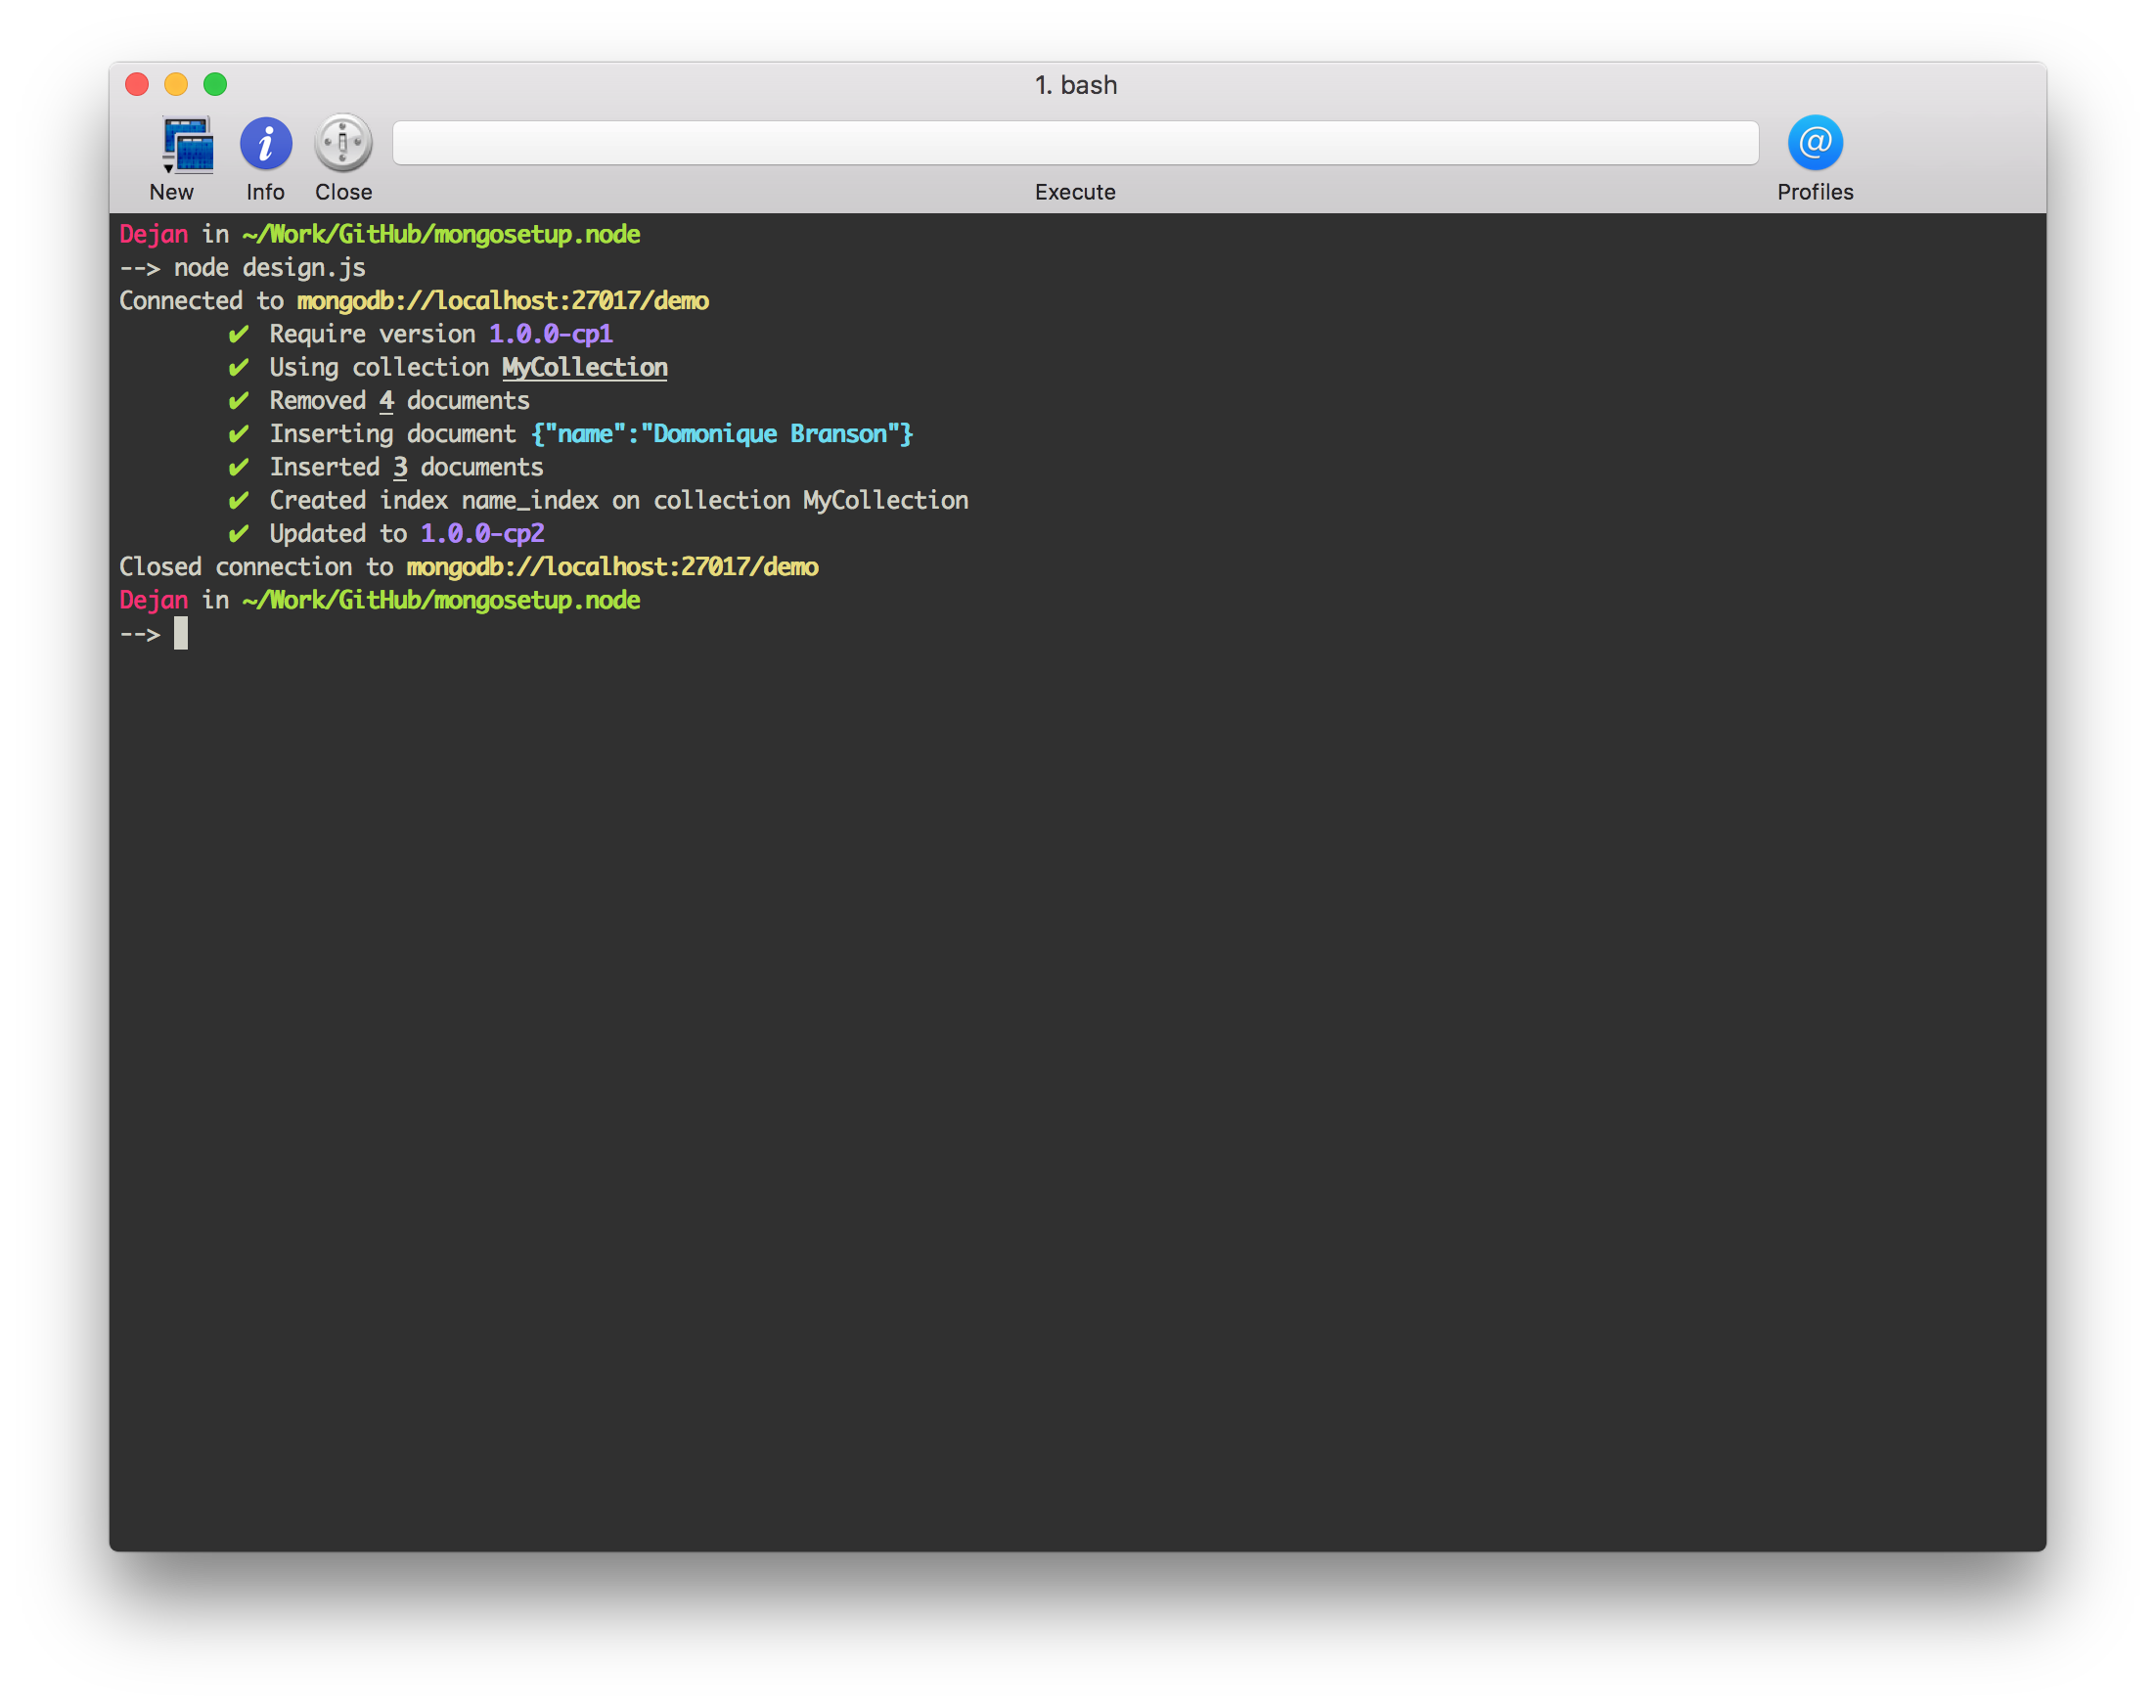 1. bash
New Info Close Execute Profiles
Dejan in ~/Work/GitHub/mongosetup.node
--> node design.js
Connected to mongodb://localhost:27017/demo
✔ Require version 1.0.0-cp1
✔ Using collection MyCollection
✔ Removed 4 documents
✔ Inserting document {"name":"Domonique Branson"}
✔ Inserted 3 documents
✔ Created index name_index on collection MyCollection
✔ Updated to 1.0.0-cp2
Closed connection to mongodb://localhost:27017/demo
Dejan in ~/Work/GitHub/mongosetup.node
-->